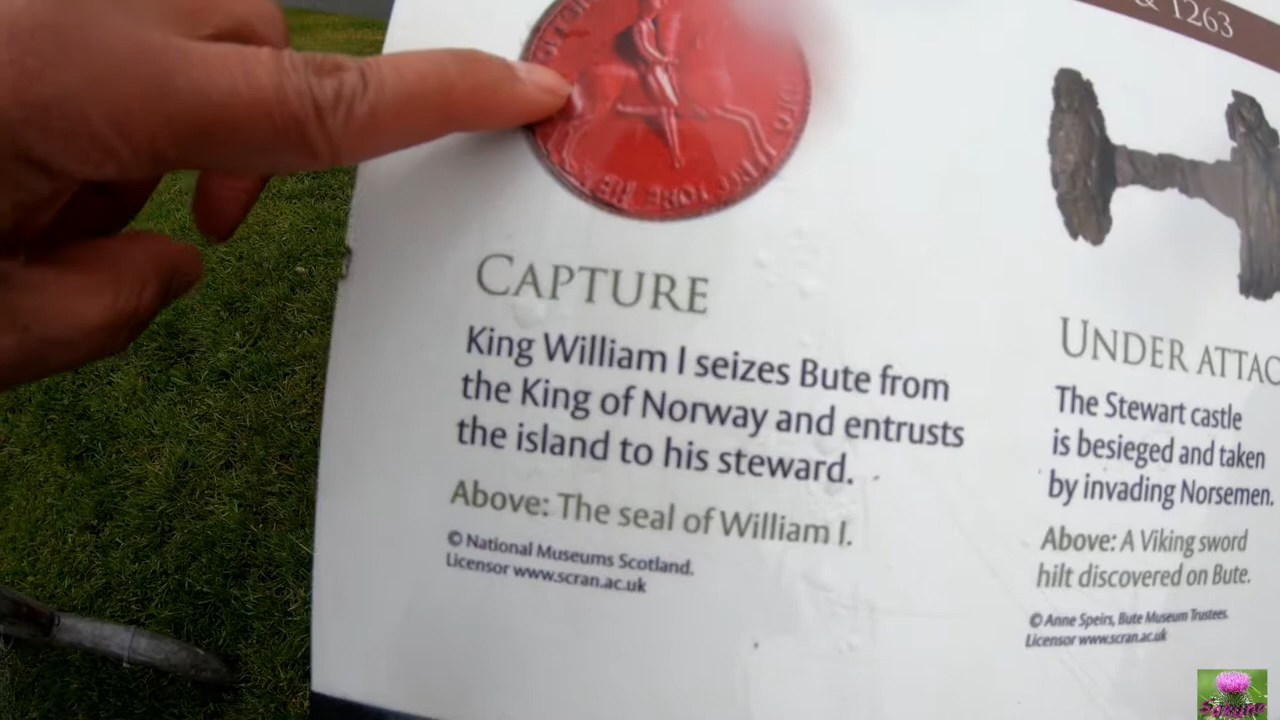 & 1263
CAPTURE
King William I seizes Bute from
the King of Norway and entrusts
the island to his steward.
Above: The seal of William I.
© National Museums Scotland.
Licensor www.scran.ac.uk
UNDER ATTAC
The Stewart castle
is besieged and taken
by invading Norsemen.
Above: A Viking sword
hilt discovered on Bute.
© Anne Speirs, Bute Museum Trustees.
Licensor www.scran.ac.uk